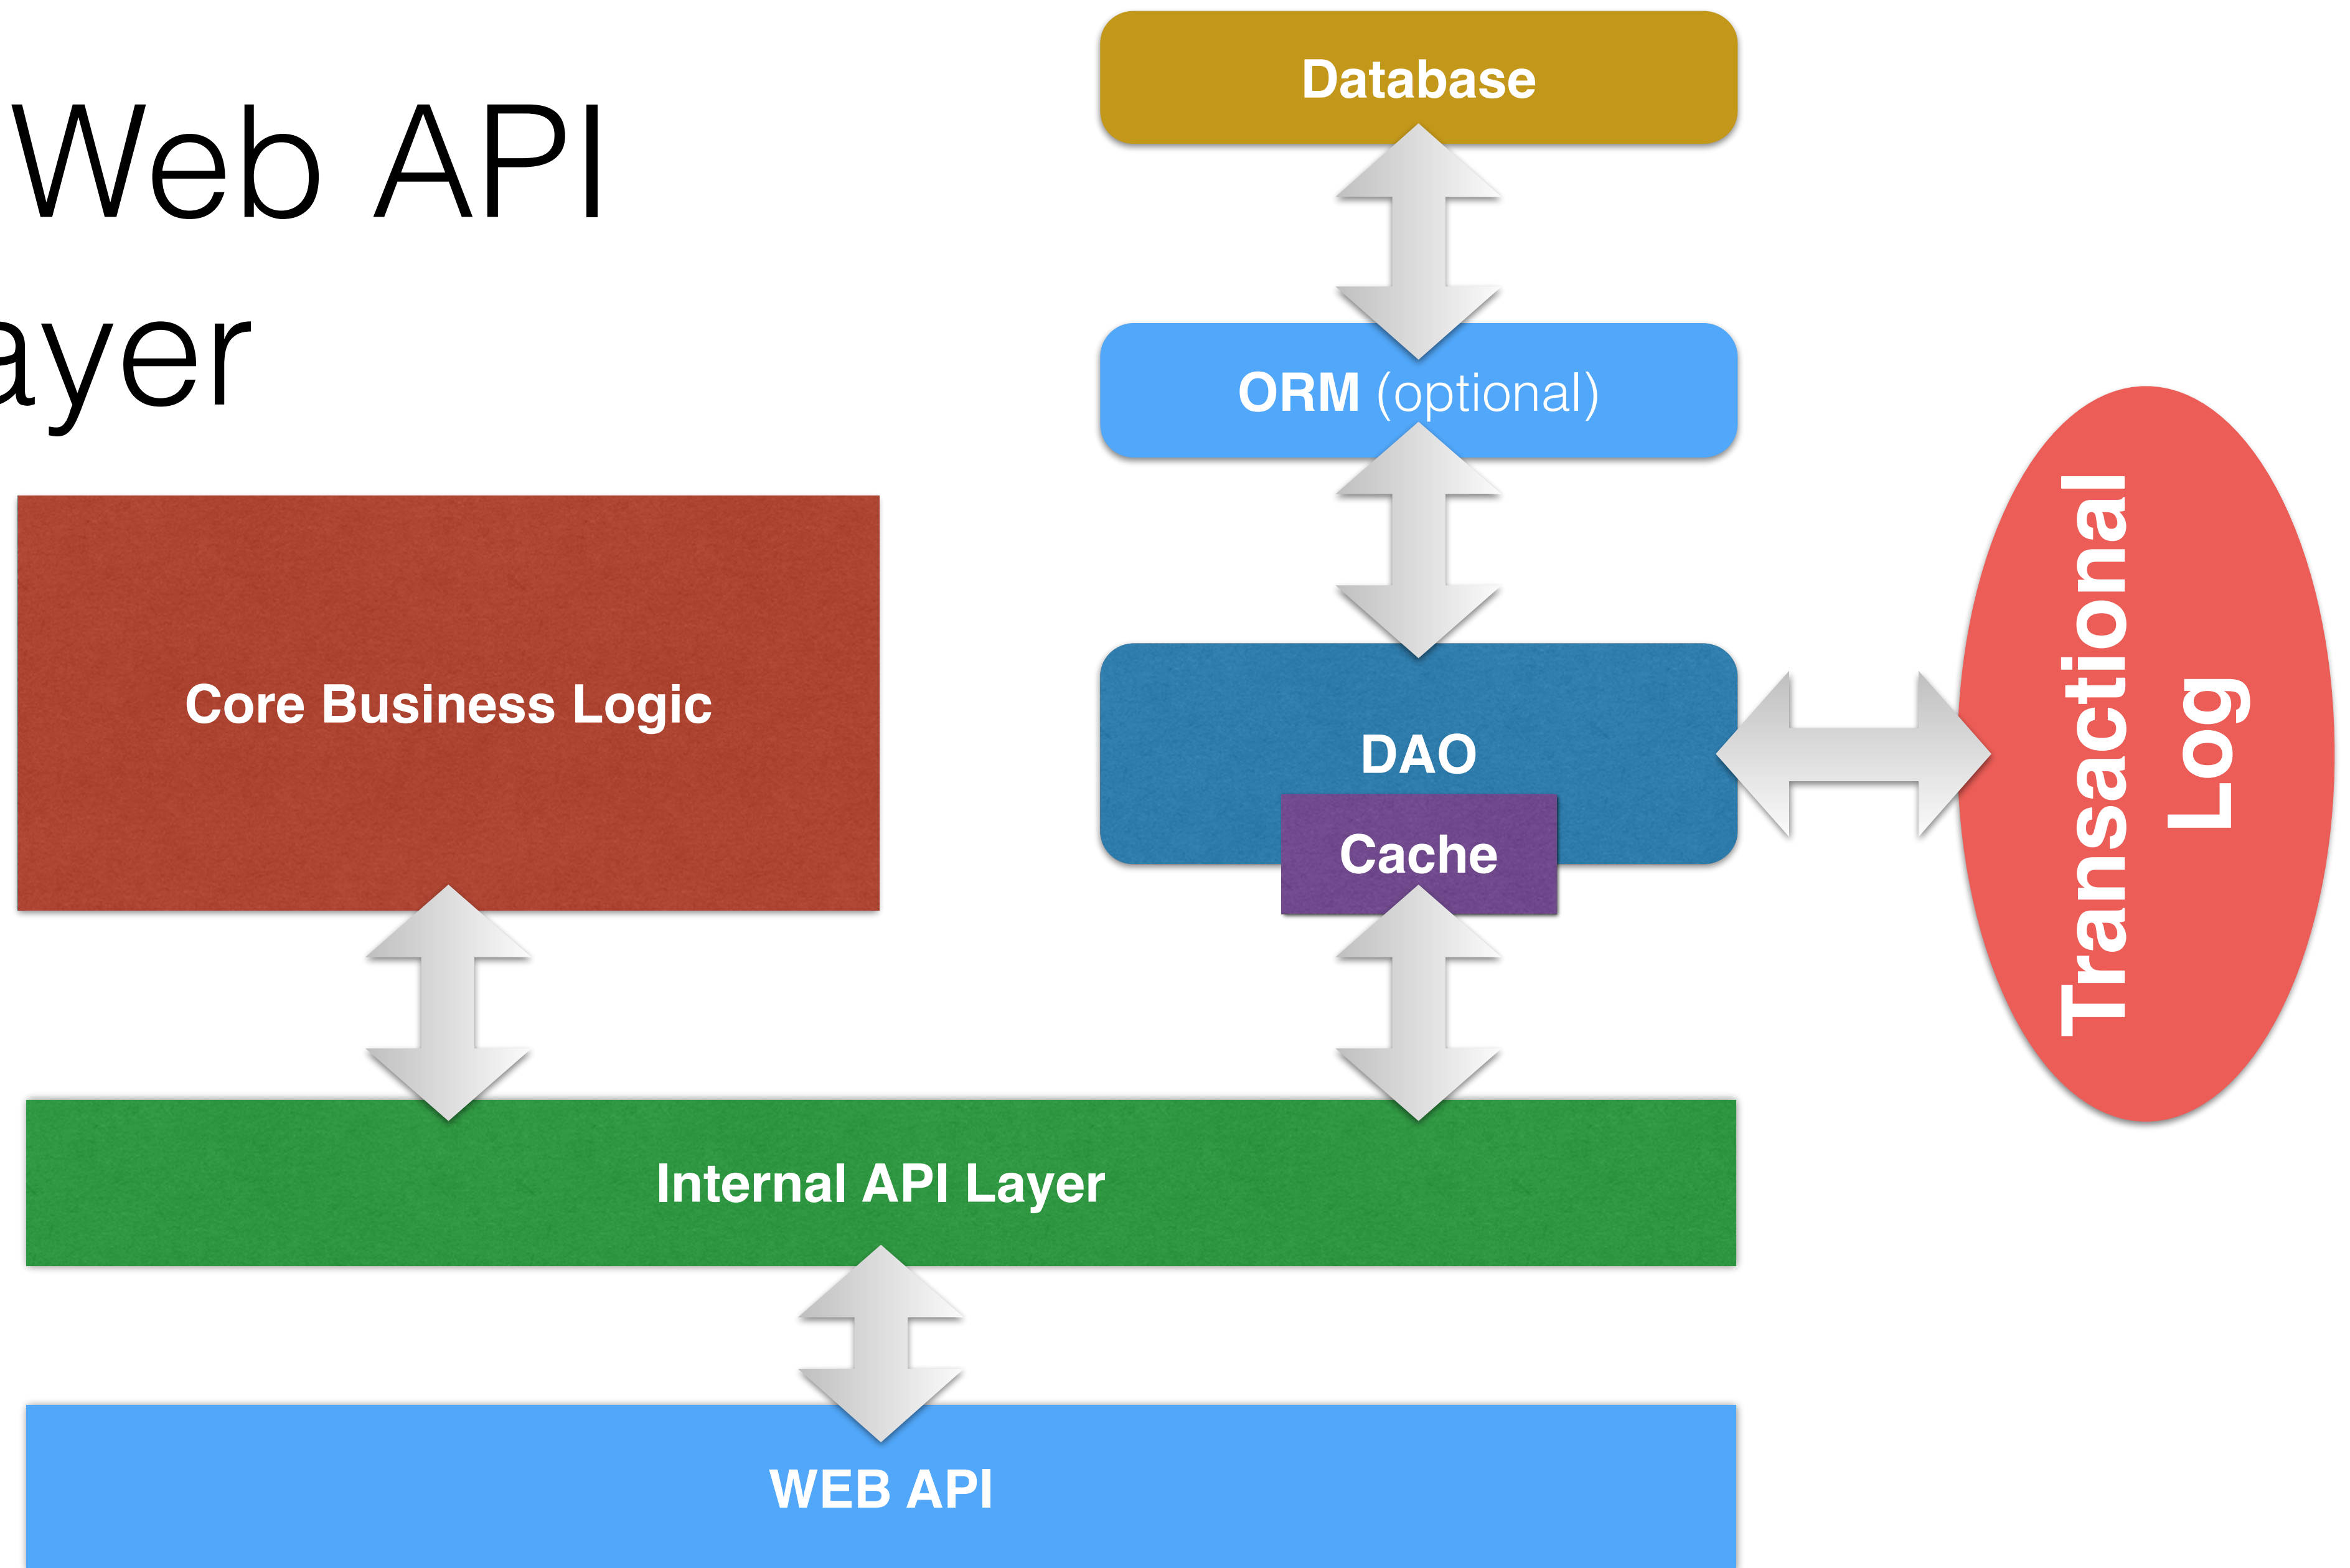 Web API
ayer
Database
ORM (optional)
Core Business Logic
DAO
Cache
Transactional
Log
Internal API Layer
WEB API